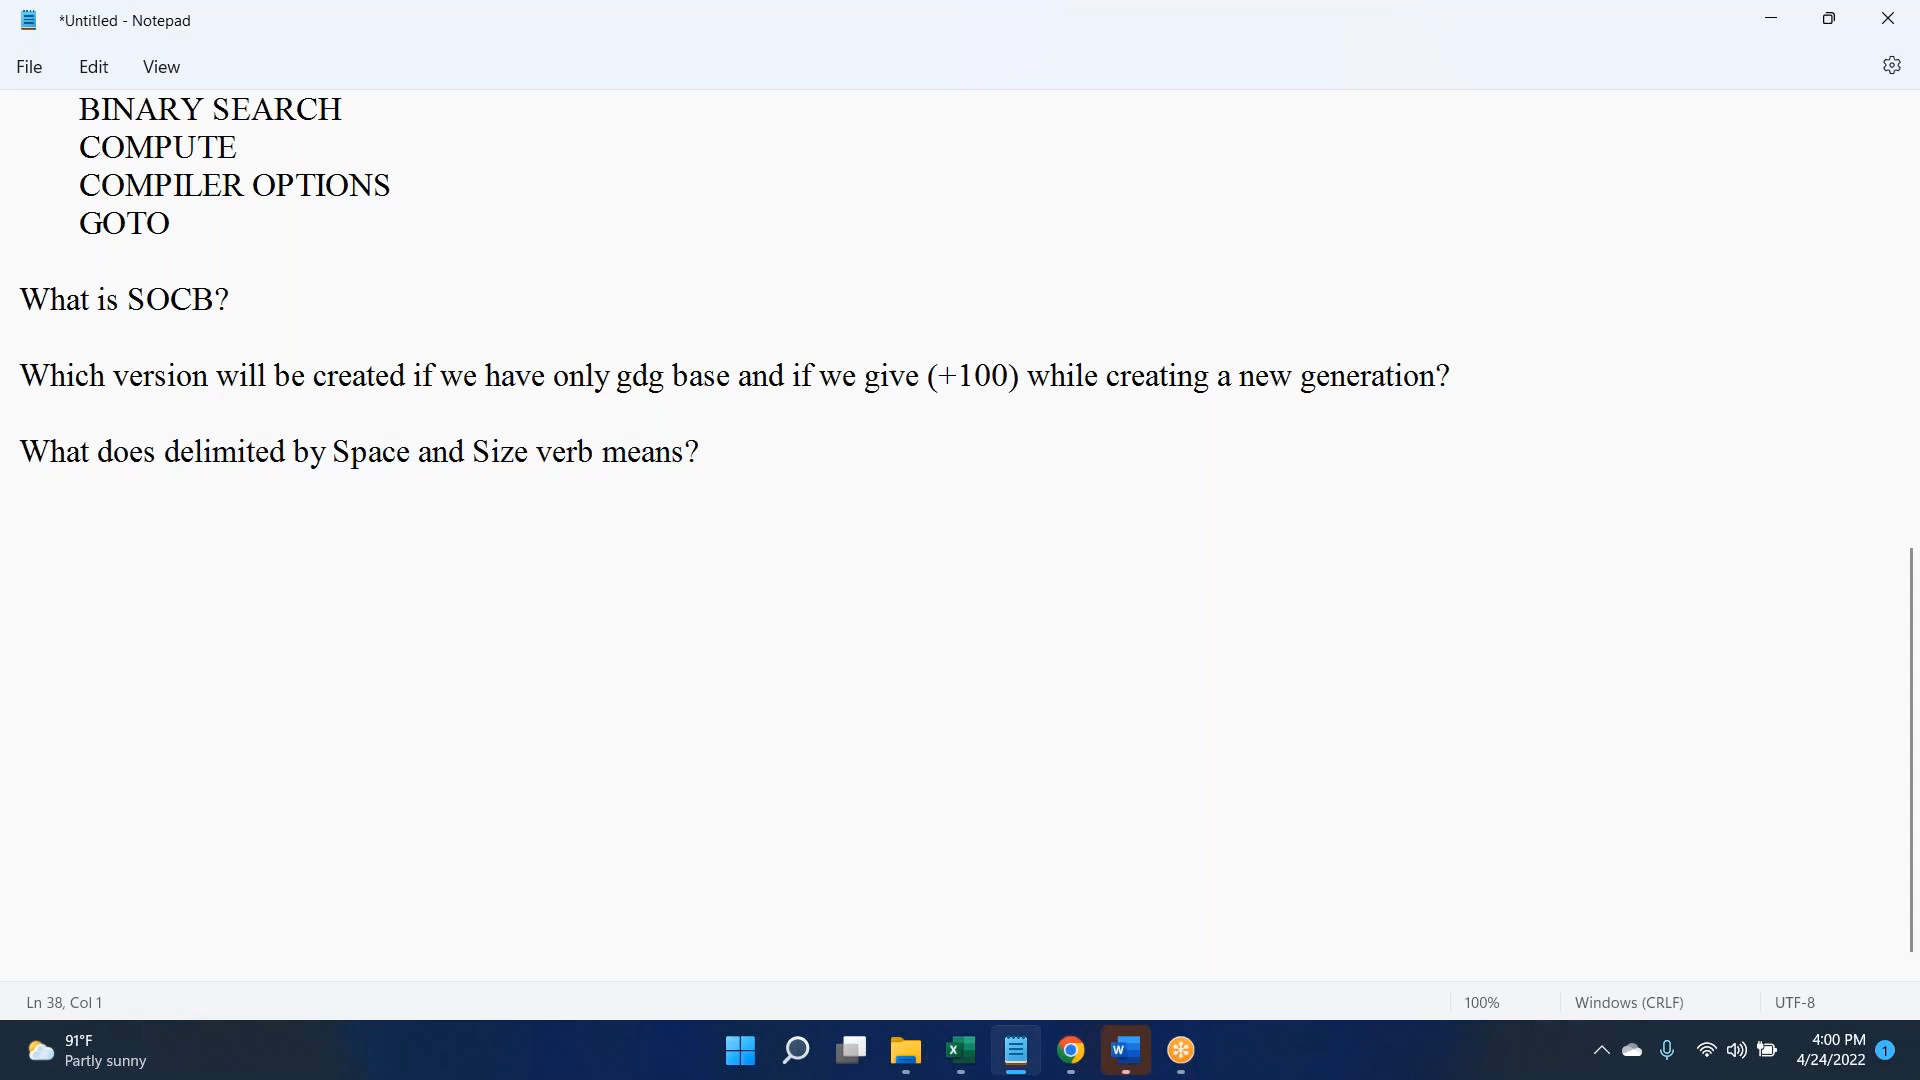 *Untitled - Notepad
File Edit View
BINARY SEARCH
COMPUTE
COMPILER OPTIONS
GOTO
What is SOCB?
Which version will be created if we have only gdg base and if we give (+100) while creating a new generation?
What does delimited by Space and Size verb means?
Ln 38, Col 1 100% Windows (CRLF) UTF-8
91°F
Partly sunny
4:00 PM
4/24/2022
1